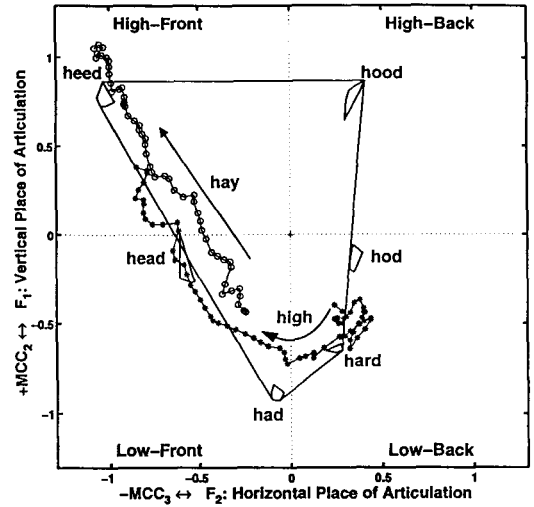 High–Front
High–Back
1
heed
hood
0.5
hay
0
head
hod
high
−0.5
hard
had
−1
Low–Front
Low–Back
−1
−0.5
0
0.5
1
+MCC2 ↔ F1: Vertical Place of Articulation
−MCC3 ↔ F2: Horizontal Place of Articulation